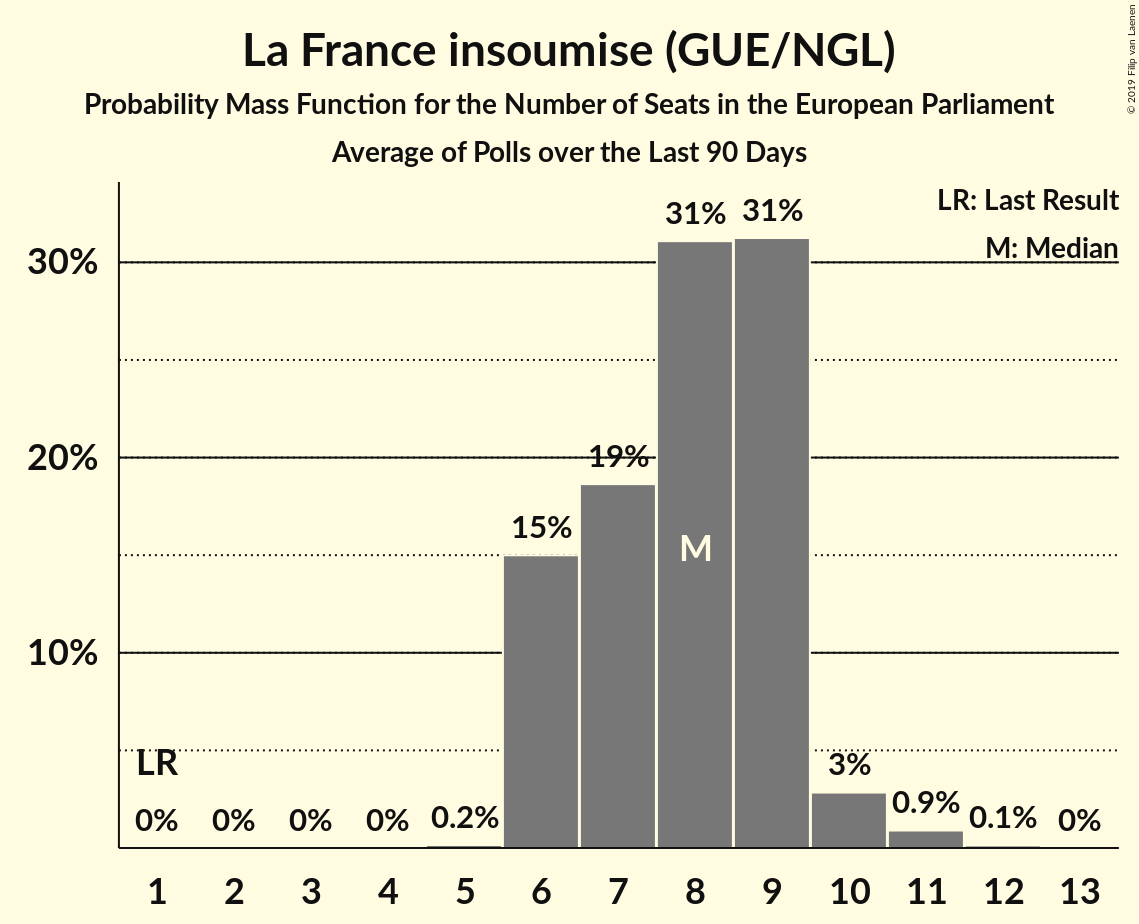 La France insoumise (GUE/NGL)
Probability Mass Function for the Number of Seats in the European Parliament
Average of Polls over the Last 90 Days
© 2019 Filip van Laenen
LR: Last Result
M: Median
31% 31%
30%
20%
19%
15%
M
10%
LR
3%
0% 0% 0% 0% 0.2% 0.9% 0.1% 0%
1 2 3 4 5 6 7 8 9 10 11 12 13